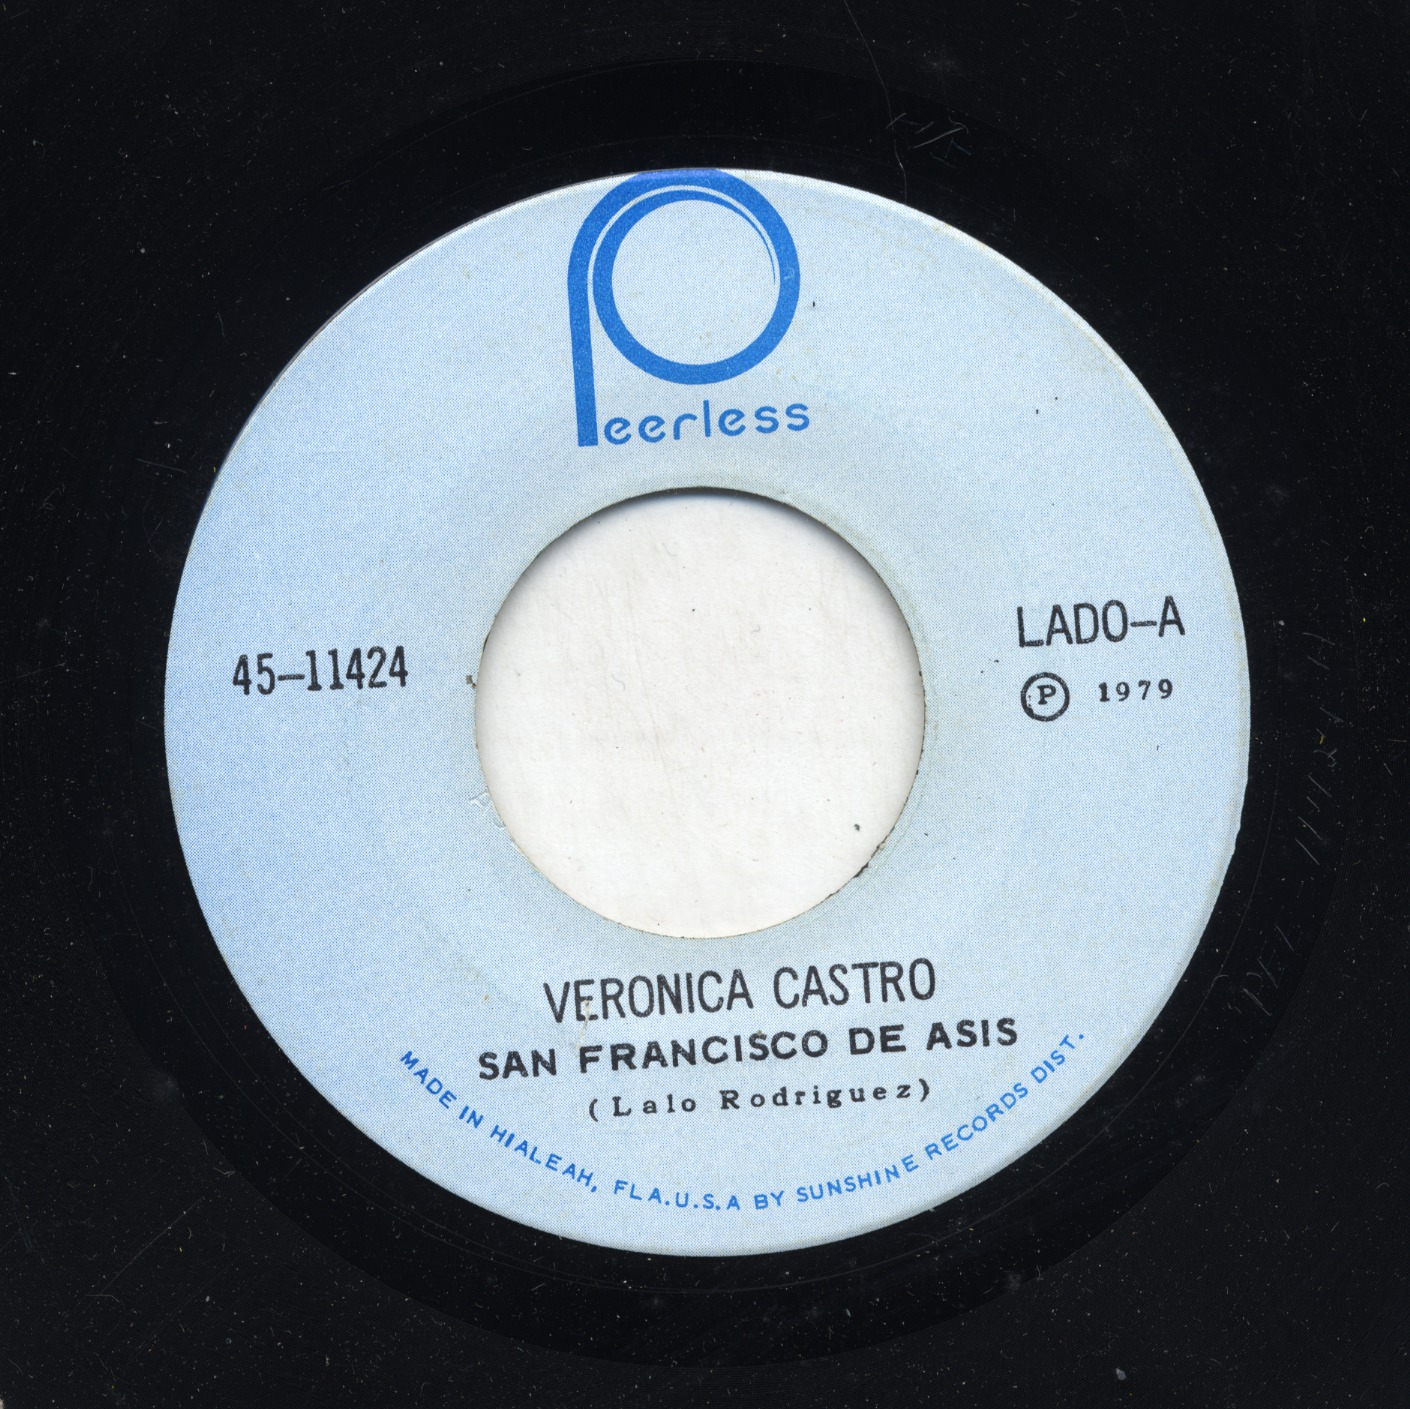 Peerless
45-11424
LADO-A
Ⓟ 1979
VERONICA CASTRO
SAN FRANCISCO DE ASIS
(Lalo Rodriguez)
MADE IN HIALEAH, FLA.U.S.A BY SUNSHINE RECORDS DIST.